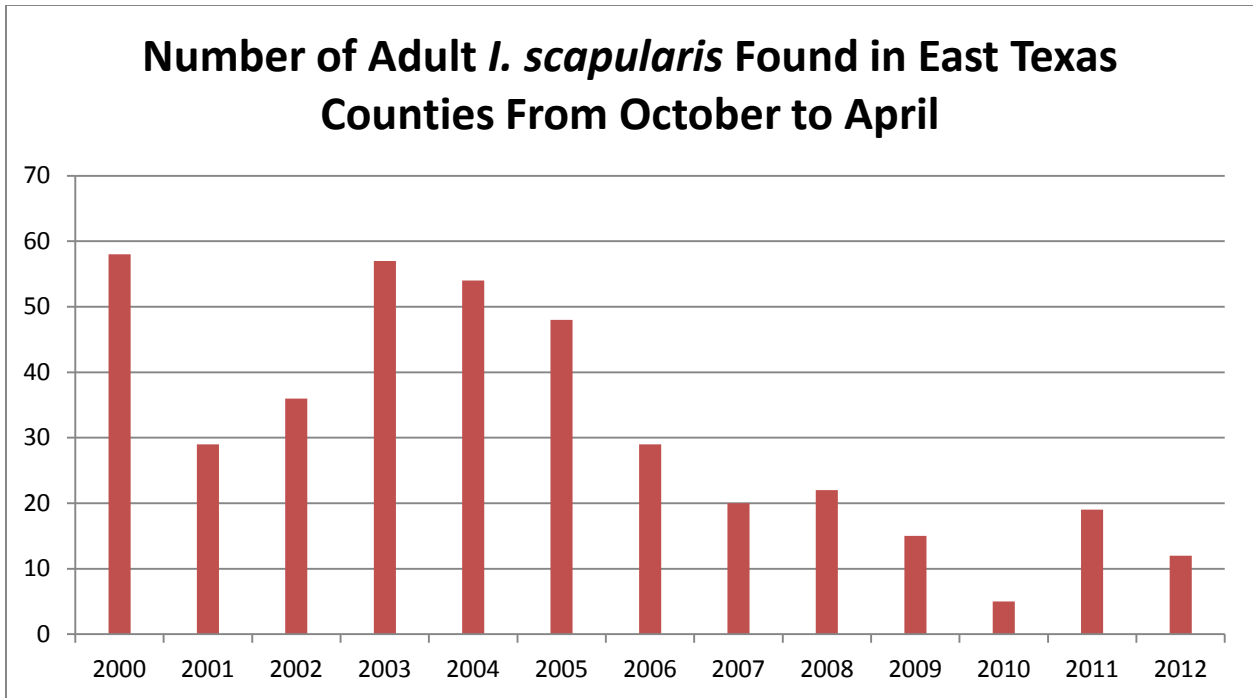 Number of Adult I. scapularis Found in East Texas
Counties From October to April
70
60
50
40
30
20
10
0
2000 2001 2002 2003 2004 2005 2006 2007 2008 2009 2010 2011 2012